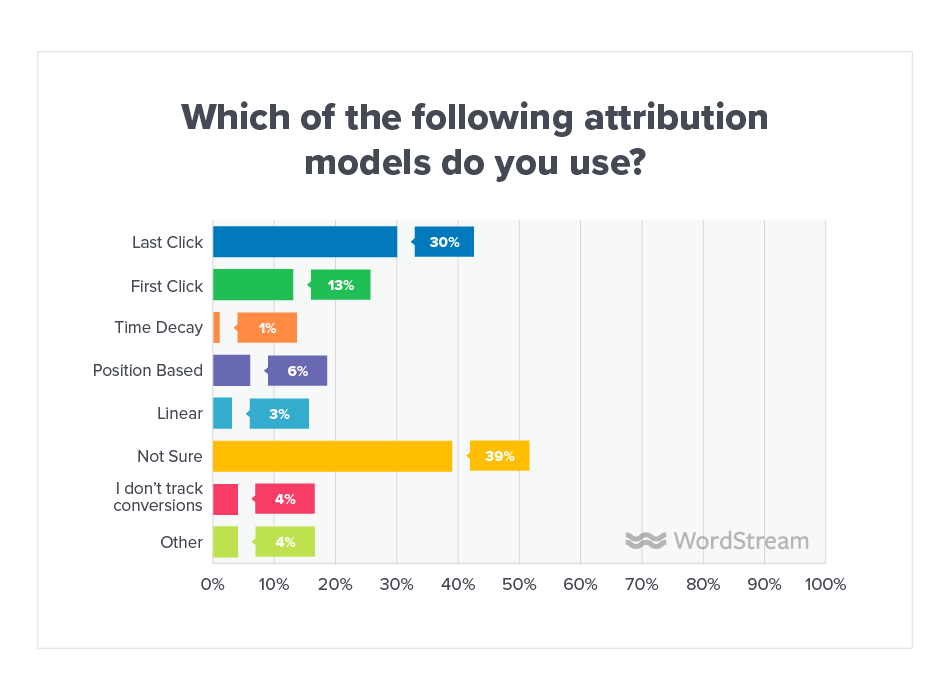 Which of the following attribution
models do you use?
Last Click 30%
First Click 13%
Time Decay 1%
Position Based 6%
Linear 3%
Not Sure 39%
I don’t track
conversions 4%
Other 4%
WordStream
0% 10% 20% 30% 40% 50% 60% 70% 80% 90% 100%